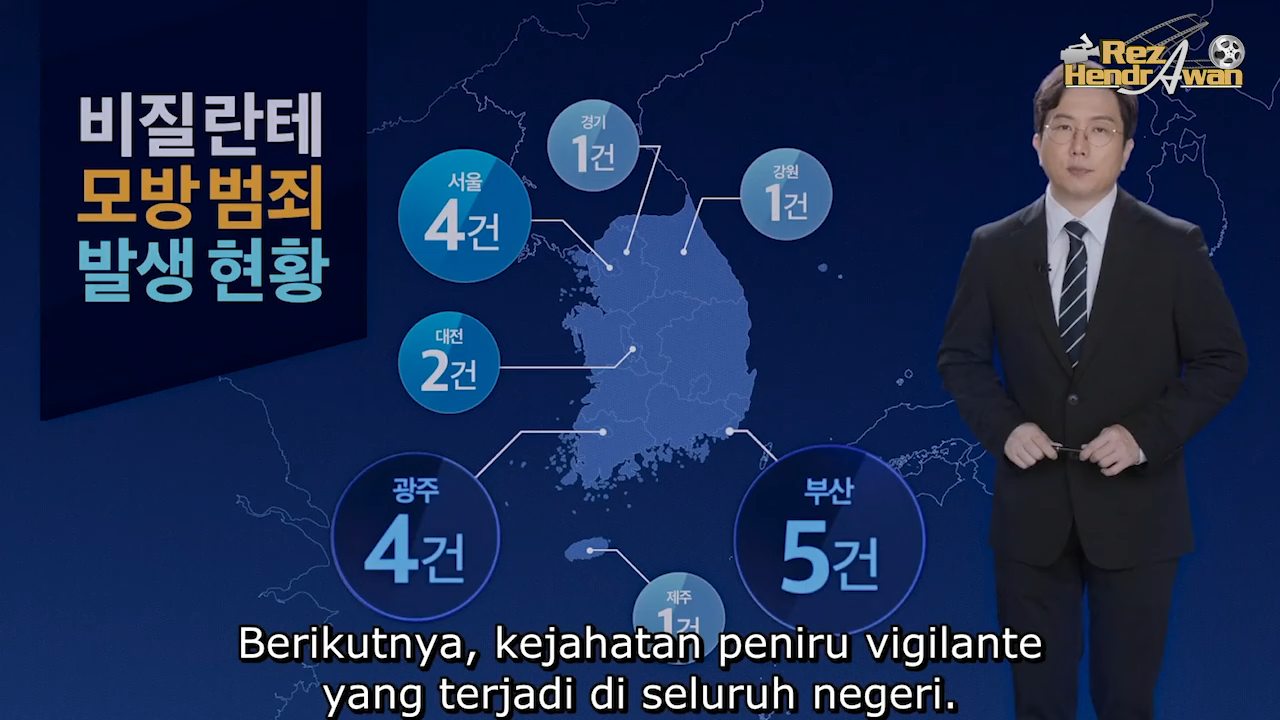 비질란테
모방 범죄
발생 현황
경기
1건
강원
1건
서울
4건
대전
2건
광주
4건
부산
5건
제주
1건
Rez
HendrAwan
Berikutnya, kejahatan peniru vigilante
yang terjadi di seluruh negeri.